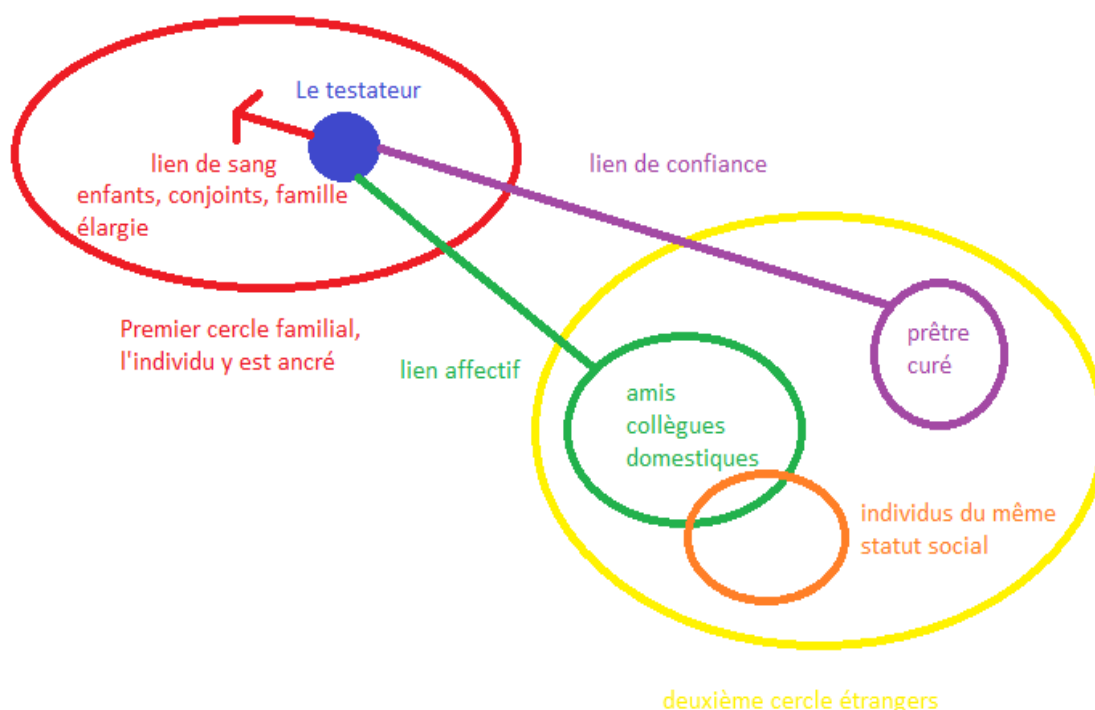 Le testateur
lien de sang
enfants, conjoints, famille
élargie
lien de confiance
Premier cercle familial,
l'individu y est ancré
lien affectif
prêtre
curé
amis
collègues
domestiques
individus du même
statut social
deuxième cercle étrangers